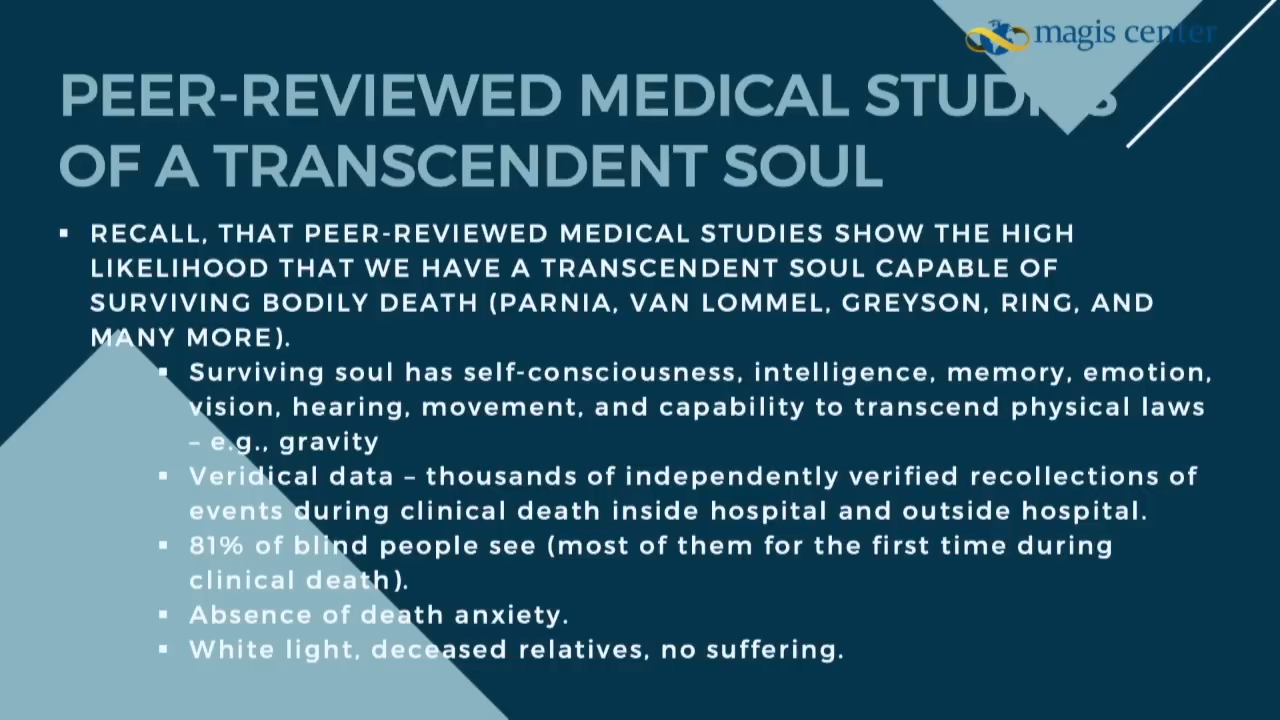 magis center
PEER-REVIEWED MEDICAL STUDIES
OF A TRANSCENDENT SOUL
▪ RECALL, THAT PEER-REVIEWED MEDICAL STUDIES SHOW THE HIGH
LIKELIHOOD THAT WE HAVE A TRANSCENDENT SOUL CAPABLE OF
SURVIVING BODILY DEATH (PARNIA, VAN LOMMEL, GREYSON, RING, AND
MANY MORE).
▪ Surviving soul has self-consciousness, intelligence, memory, emotion,
vision, hearing, movement, and capability to transcend physical laws
– e.g., gravity
▪ Veridical data – thousands of independently verified recollections of
events during clinical death inside hospital and outside hospital.
▪ 81% of blind people see (most of them for the first time during
clinical death).
▪ Absence of death anxiety.
▪ White light, deceased relatives, no suffering.